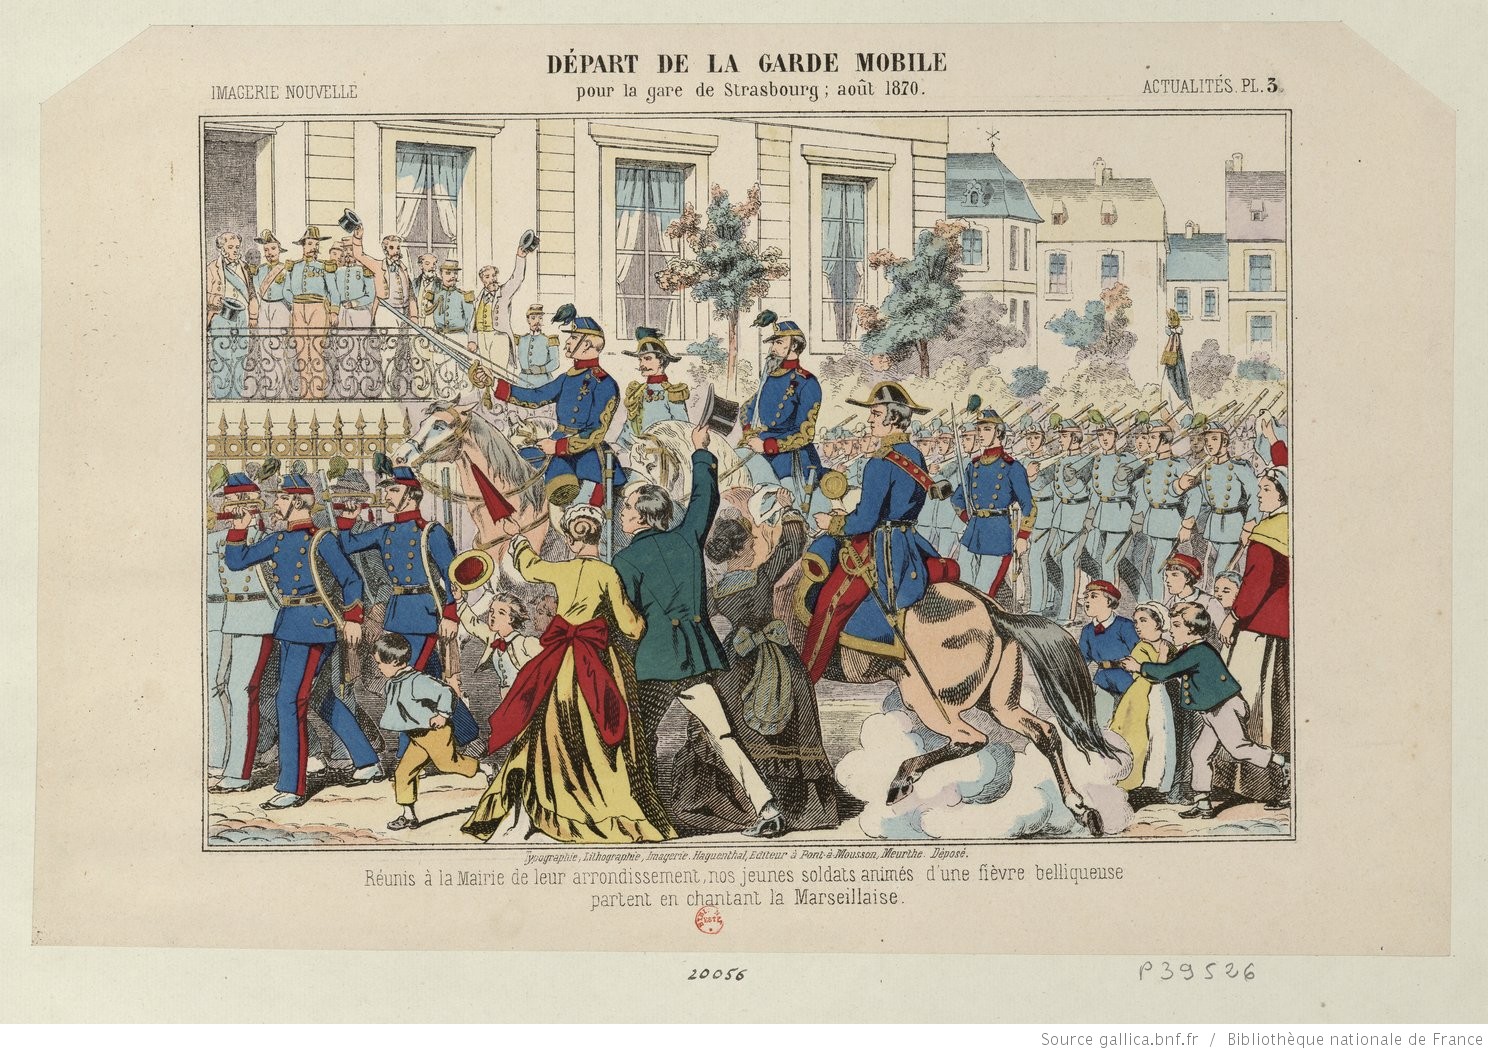 DÉPART DE LA GARDE MOBILE
pour la gare de Strasbourg ; août 1870.
IMAGERIE NOUVELLE
ACTUALITÉS. PL. 3.
Typographie, Lithographie, Imagerie. Haguenthal, Editeur à Pont-à-Mousson, Meurthe. Déposé.
Réunis à la Mairie de leur arrondissement, nos jeunes soldats animés d'une fièvre belliqueuse
partent en chantant la Marseillaise.
20056
P39526
Source gallica.bnf.fr / Bibliothèque nationale de France